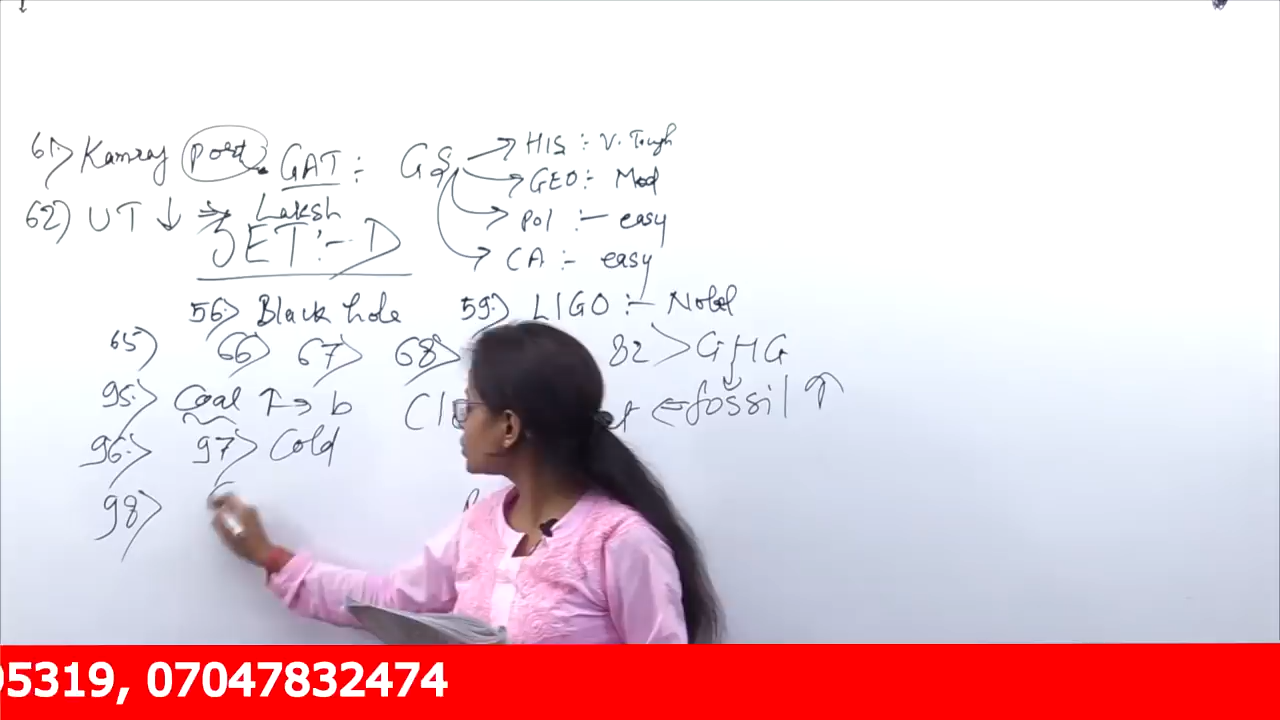 61.> Kamraj port. GAT : GS → HIS :- V. Tough
→ GEO :- Mod
62) UT ↓ → Laksh → Pol :- easy
SET :- D → CA :- easy
56.> Black hole 59.> LIGO :- Nobel
65) 66> 67> 68> 82 > GHG
95.> Coal ↑→ b ←fossil ↑
96.> 97> Cold
98>
05319, 07047832474